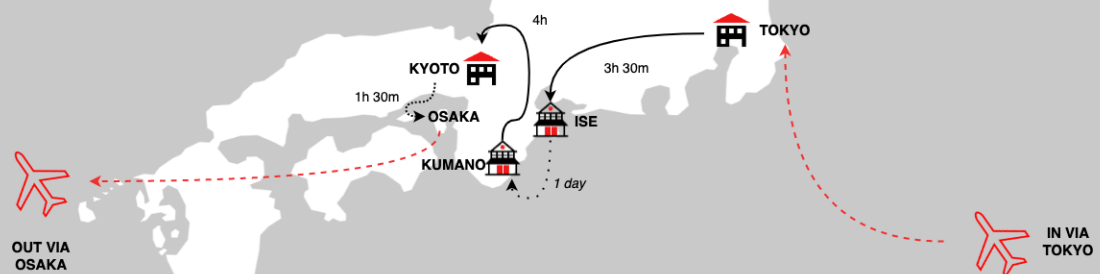 4h
TOKYO
KYOTO
3h 30m
1h 30m
OSAKA
ISE
KUMANO
1 day
OUT VIA
OSAKA
IN VIA
TOKYO